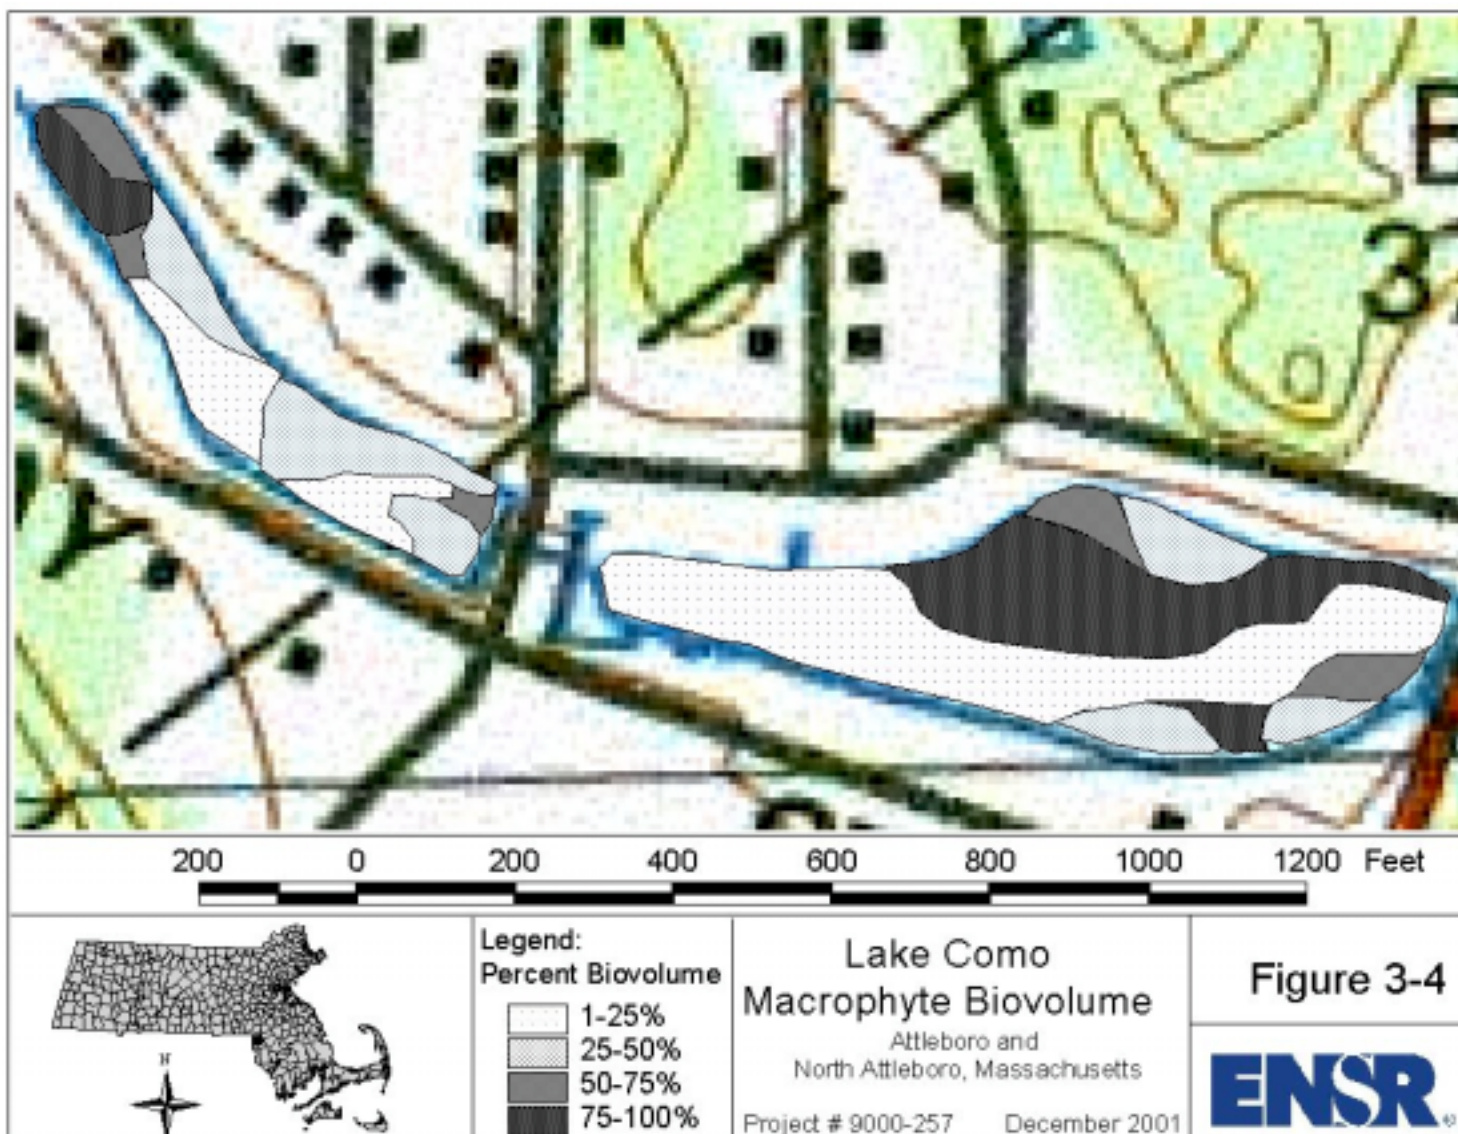 E
3
200 0 200 400 600 800 1000 1200 Feet
N
Legend:
Percent Biovolume
1-25%
25-50%
50-75%
75-100%
Lake Como
Macrophyte Biovolume
Attleboro and
North Attleboro, Massachusetts
Project # 9000-257 December 2001
Figure 3-4
ENSR®